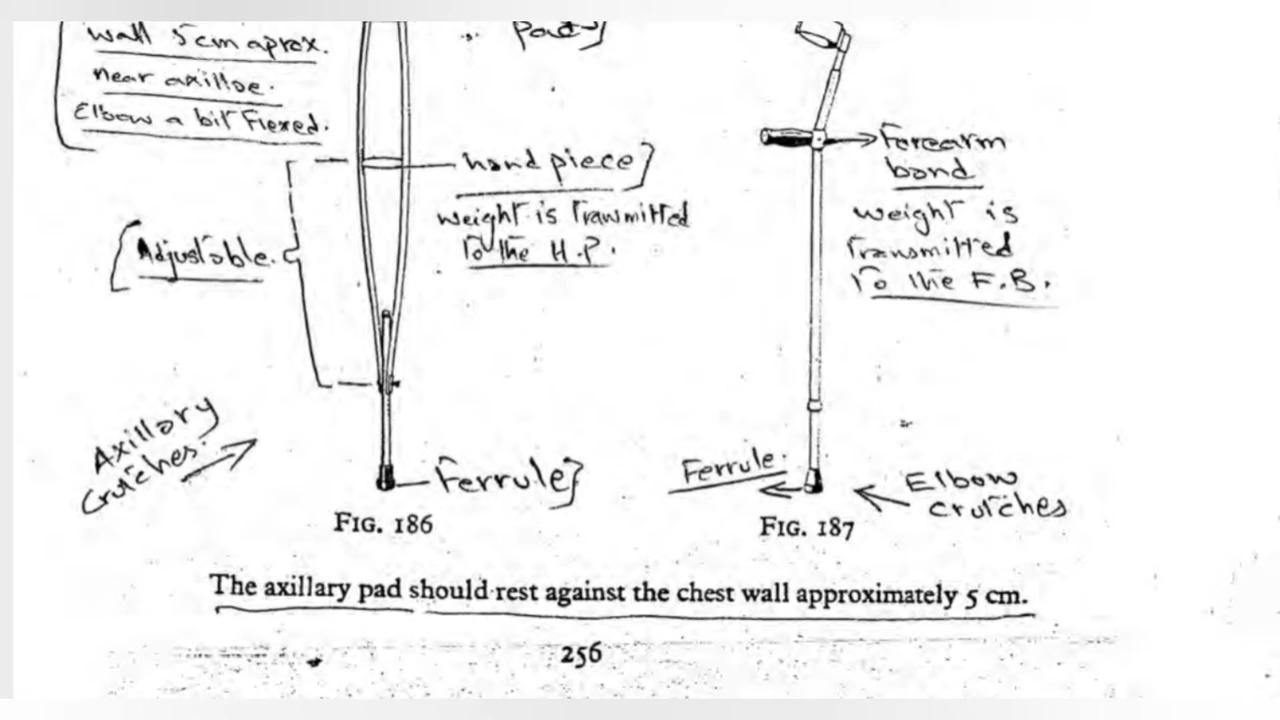 wall 5 cm aprox.
near axillae.
Elbow a bit Flexed.
Pad
hand piece
weight is Transmitted
To the H.P.
Adjustable.
Axillary
Crutches.
Ferrule
FIG. 186
Forearm
band
weight is
Transmitted
To the F.B.
Ferrule.
Elbow
crutches
FIG. 187
The axillary pad should rest against the chest wall approximately 5 cm.
256